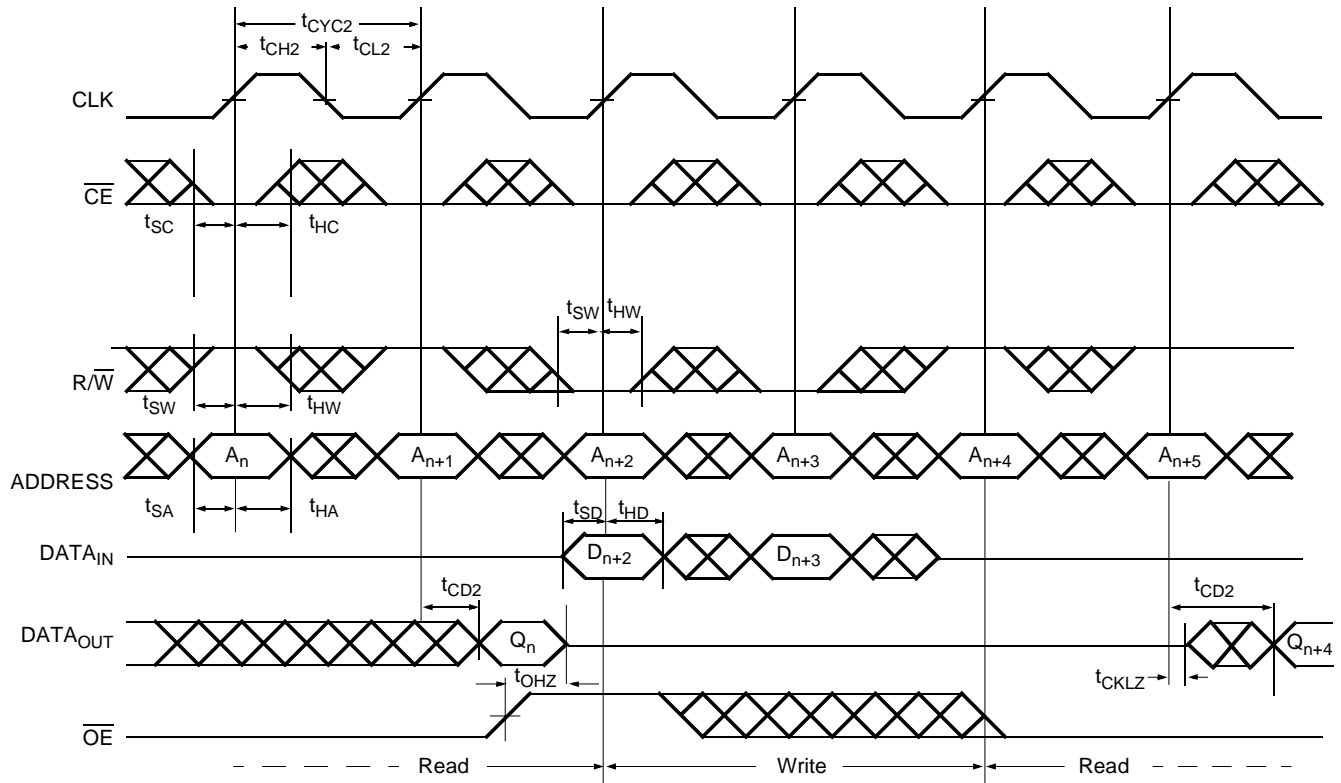 tCYC2
tCH2 tCL2
CLK
CE
tSC tHC
tSW tHW
R/W
tSW tHW
An An+1 An+2 An+3 An+4 An+5
ADDRESS
tSA tHA
tSD tHD
DATAIN Dn+2 Dn+3
tCD2 tCD2
DATAOUT Qn Qn+4
tOHZ tCKLZ
OE
Read Write Read